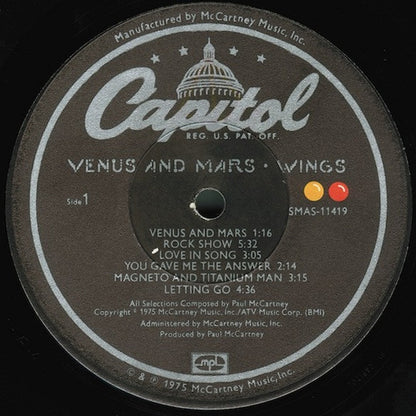 Manufactured by McCartney Music, Inc.
Capitol
REG. U.S. PAT. OFF.
VENUS AND MARS • WINGS
Side 1
SMAS-11419
VENUS AND MARS 1:16
ROCK SHOW 5:32
LOVE IN SONG 3:05
YOU GAVE ME THE ANSWER 2:14
MAGNETO AND TITANIUM MAN 3:15
LETTING GO 4:36
All Selections Composed by Paul McCartney
Copyright © 1975 McCartney Music, Inc./ATV Music Corp. (BMI)
Administered by McCartney Music, Inc.
Produced by Paul McCartney
mpl
© & ℗ 1975 McCartney Music, Inc.